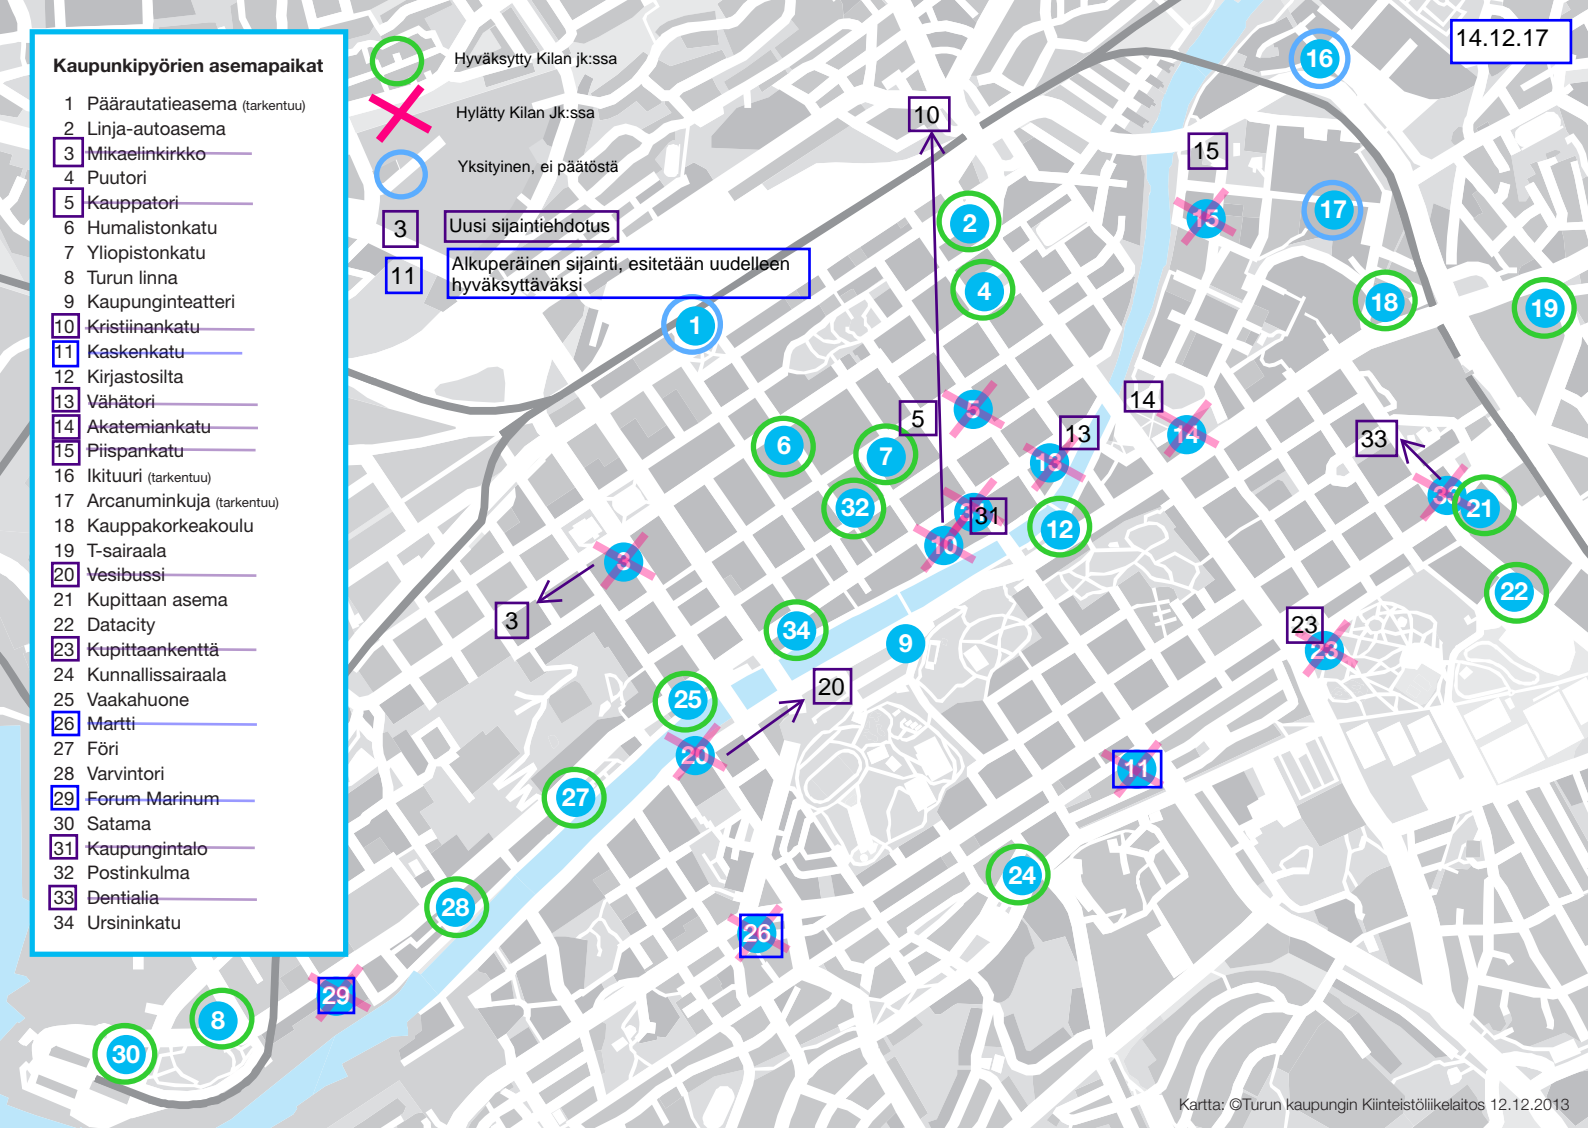 Kaupunkipyörien asemapaikat
1 Päärautatieasema (tarkentuu)
2 Linja-autoasema
3 Mikaelinkirkko
4 Puutori
5 Kauppatori
6 Humalistonkatu
7 Yliopistonkatu
8 Turun linna
9 Kaupunginteatteri
10 Kristiinankatu
11 Kaskenkatu
12 Kirjastosilta
13 Vähätori
14 Akatemiankatu
15 Piispankatu
16 Ikituuri (tarkentuu)
17 Arcanuminkuja (tarkentuu)
18 Kauppakorkeakoulu
19 T-sairaala
20 Vesibussi
21 Kupittaan asema
22 Datacity
23 Kupittaankenttä
24 Kunnallissairaala
25 Vaakahuone
26 Martti
27 Föri
28 Varvintori
29 Forum Marinum
30 Satama
31 Kaupungintalo
32 Postinkulma
33 Dentialia
34 Ursininkatu
Hyväksytty Kilan jk:ssa
Hylätty Kilan Jk:ssa
Yksityinen, ei päätöstä
3 Uusi sijaintiehdotus
11 Alkuperäinen sijainti, esitetään uudelleen
hyväksyttäväksi
14.12.17
16
10
15
15
17
2
4
18
19
1
14
5
5
13
14
6
7
13
33
33
21
32
31
10
12
3
3
22
34
9
23
23
20
25
20
11
27
24
28
26
29
8
30
Kartta: ©Turun kaupungin Kiinteistöliikelaitos 12.12.2013